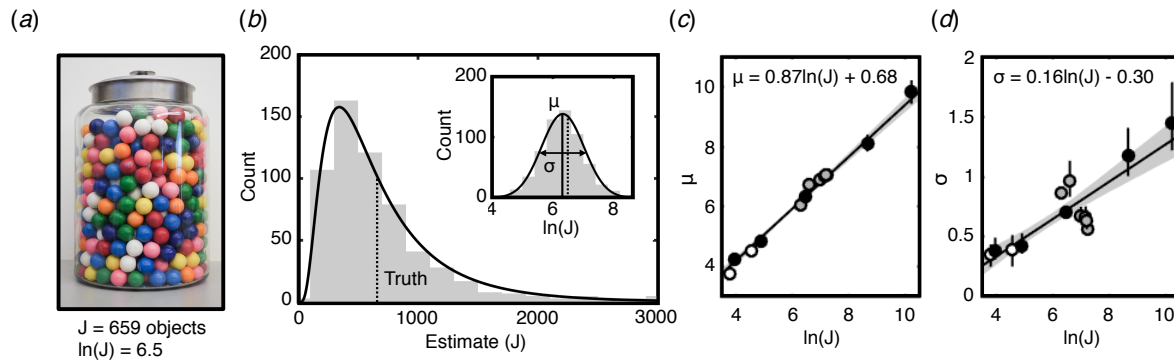 (a)
J = 659 objects
ln(J) = 6.5
(b)
200
150
100
50
0
Count
0
1000
2000
3000
Estimate (J)
Truth
200
100
0
Count
4
6
8
ln(J)
μ
σ
(c)
μ = 0.87ln(J) + 0.68
10
8
6
4
μ
4
6
8
10
ln(J)
(d)
σ = 0.16ln(J) - 0.30
2
1.5
1
0.5
0
σ
4
6
8
10
ln(J)